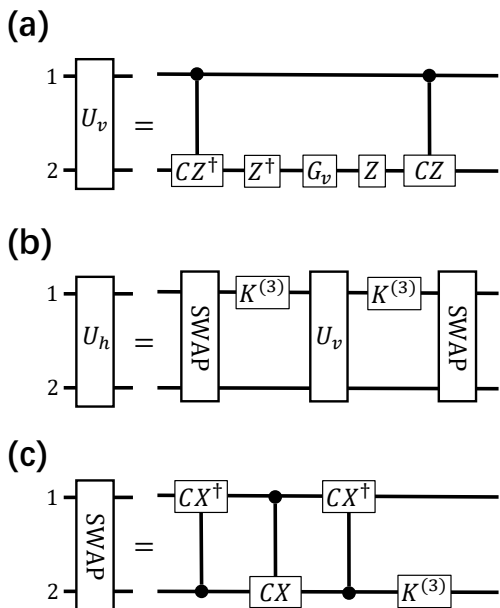 (a)
1
U_v = CZ† Z† G_v Z CZ
2
(b)
1 K^(3) K^(3)
U_h = SWAP U_v SWAP
2
(c)
1 CX† CX†
SWAP =
2 CX K^(3)